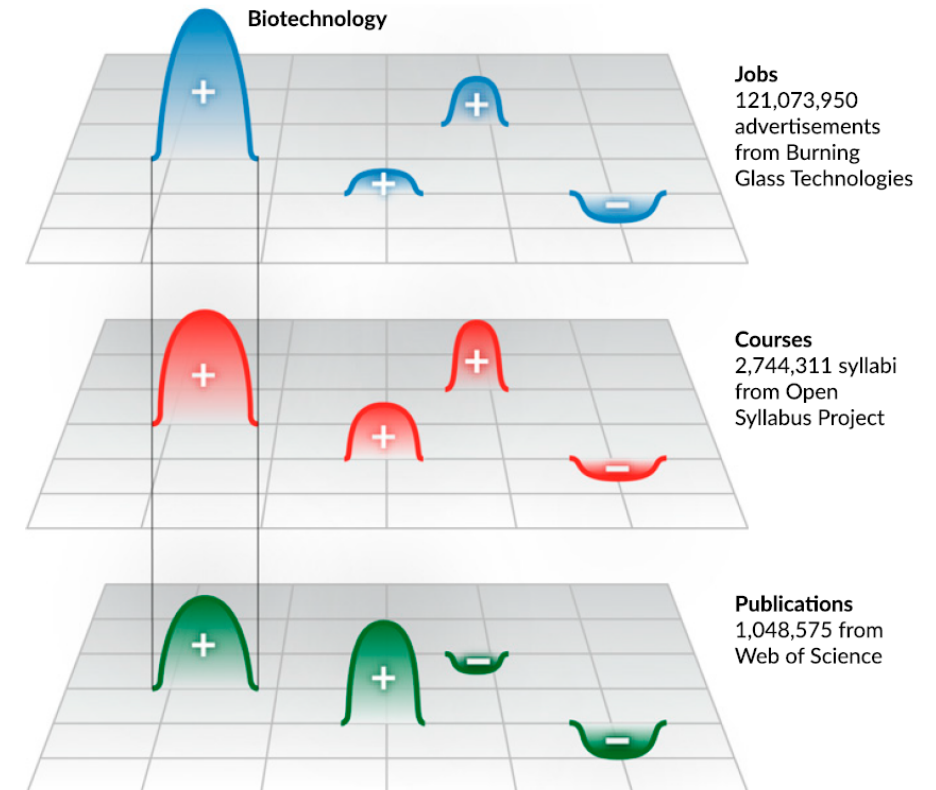 Biotechnology
Jobs
121,073,950
advertisements
from Burning
Glass Technologies
+
+
+
−
Courses
2,744,311 syllabi
from Open
Syllabus Project
+
+
+
−
Publications
1,048,575 from
Web of Science
+
−
+
−